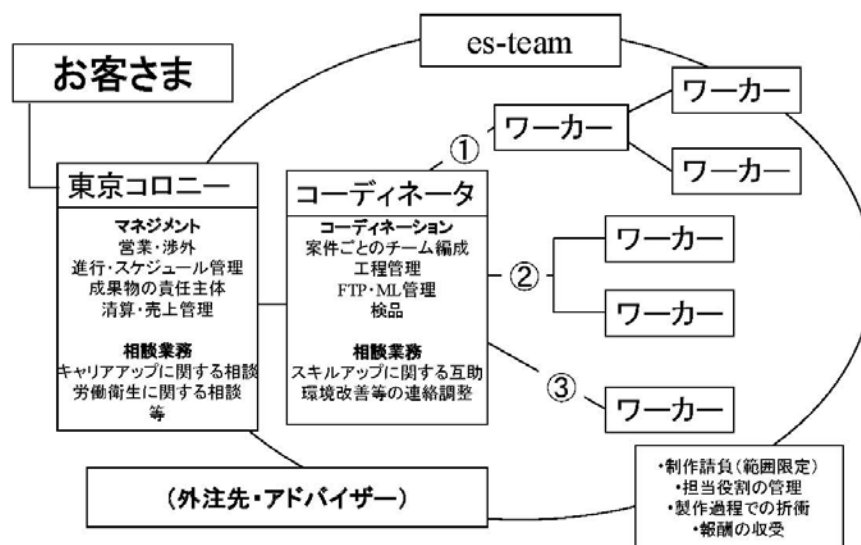 es-team
お客さま
東京コロニー
マネジメント
営業・渉外
進行・スケジュール管理
成果物の責任主体
清算・売上管理
相談業務
キャリアアップに関する相談
労働衛生に関する相談
等
コーディネータ
コーディネーション
案件ごとのチーム編成
工程管理
FTP・ML管理
検品
相談業務
スキルアップに関する互助
環境改善等の連絡調整
①
ワーカー
ワーカー
ワーカー
②
ワーカー
ワーカー
③
ワーカー
(外注先・アドバイザー)
・制作請負(範囲限定)
・担当役割の管理
・製作過程での折衝
・報酬の収受